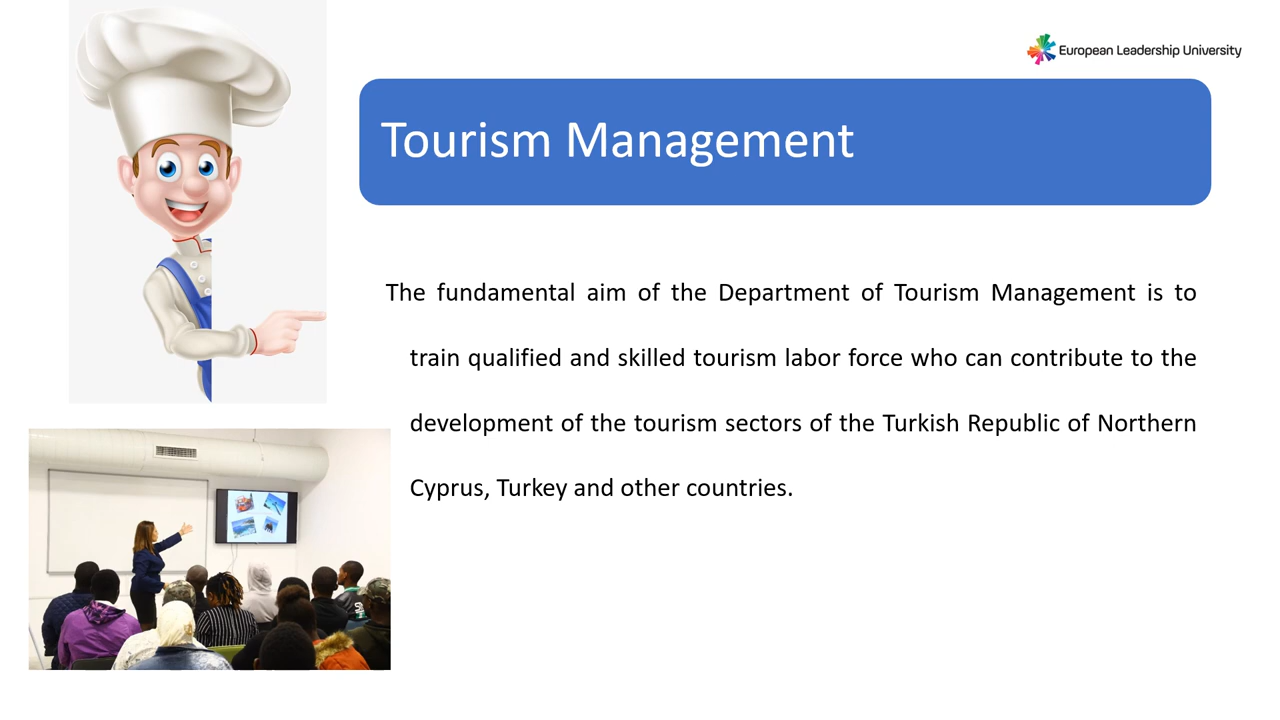 European Leadership University
Tourism Management
The fundamental aim of the Department of Tourism Management is to
train qualified and skilled tourism labor force who can contribute to the
development of the tourism sectors of the Turkish Republic of Northern
Cyprus, Turkey and other countries.